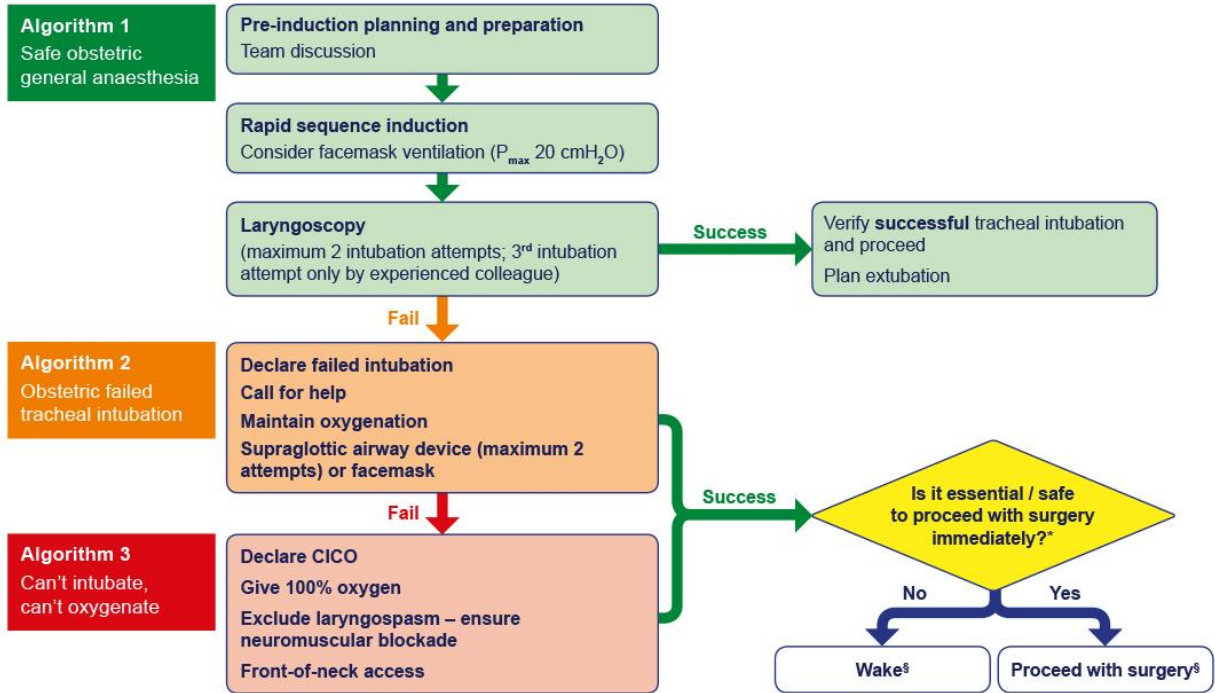 Algorithm 1
Safe obstetric
general anaesthesia
Pre-induction planning and preparation
Team discussion
Rapid sequence induction
Consider facemask ventilation (Pmax 20 cmH2O)
Laryngoscopy
(maximum 2 intubation attempts; 3rd intubation
attempt only by experienced colleague)
Success
Verify successful tracheal intubation
and proceed
Plan extubation
Fail
Algorithm 2
Obstetric failed
tracheal intubation
Declare failed intubation
Call for help
Maintain oxygenation
Supraglottic airway device (maximum 2
attempts) or facemask
Success
Is it essential / safe
to proceed with surgery
immediately?*
Fail
Algorithm 3
Can't intubate,
can't oxygenate
Declare CICO
Give 100% oxygen
Exclude laryngospasm – ensure
neuromuscular blockade
Front-of-neck access
No
Yes
Wake§
Proceed with surgery§